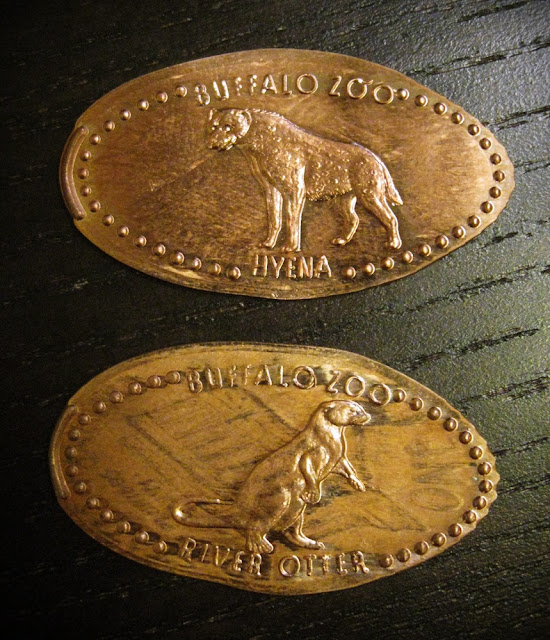 BUFFALO ZOO
HYENA
BUFFALO ZOO
RIVER OTTER